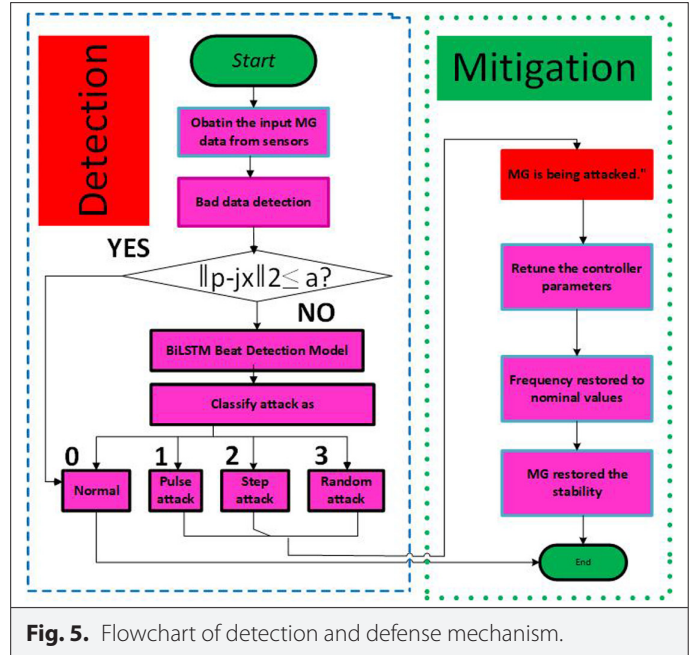 Detection
Start
Obatin the input MG
data from sensors
Bad data detection
YES
||p-jx||2≤ a?
NO
BiLSTM Beat Detection Model
Classify attack as
0
1
2
3
Normal
Pulse
attack
Step
attack
Random
attack
Mitigation
MG is being attacked."
Retune the controller
parameters
Frequency restored to
nominal values
MG restored the
stability
End
Fig. 5. Flowchart of detection and defense mechanism.